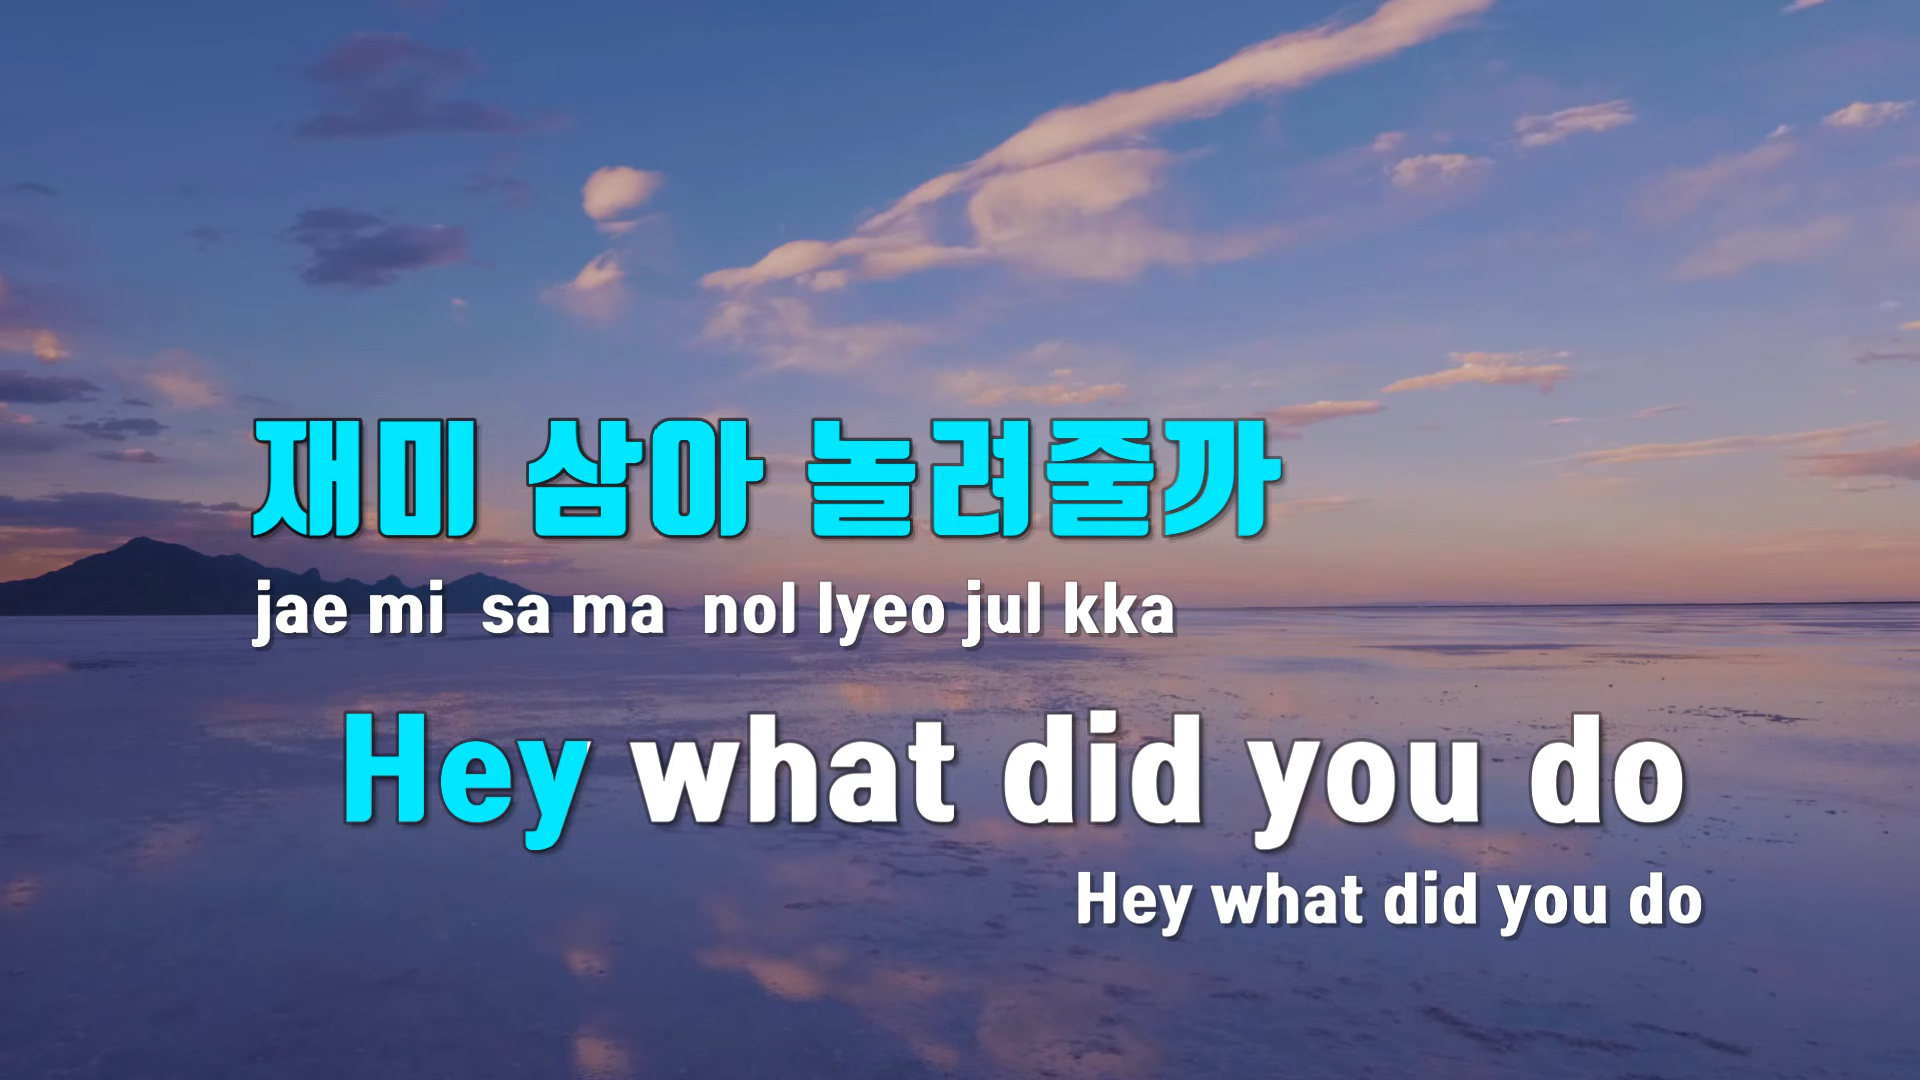 재미 삼아 놀려줄까
jae mi sa ma nol lyeo jul kka
Hey what did you do
Hey what did you do